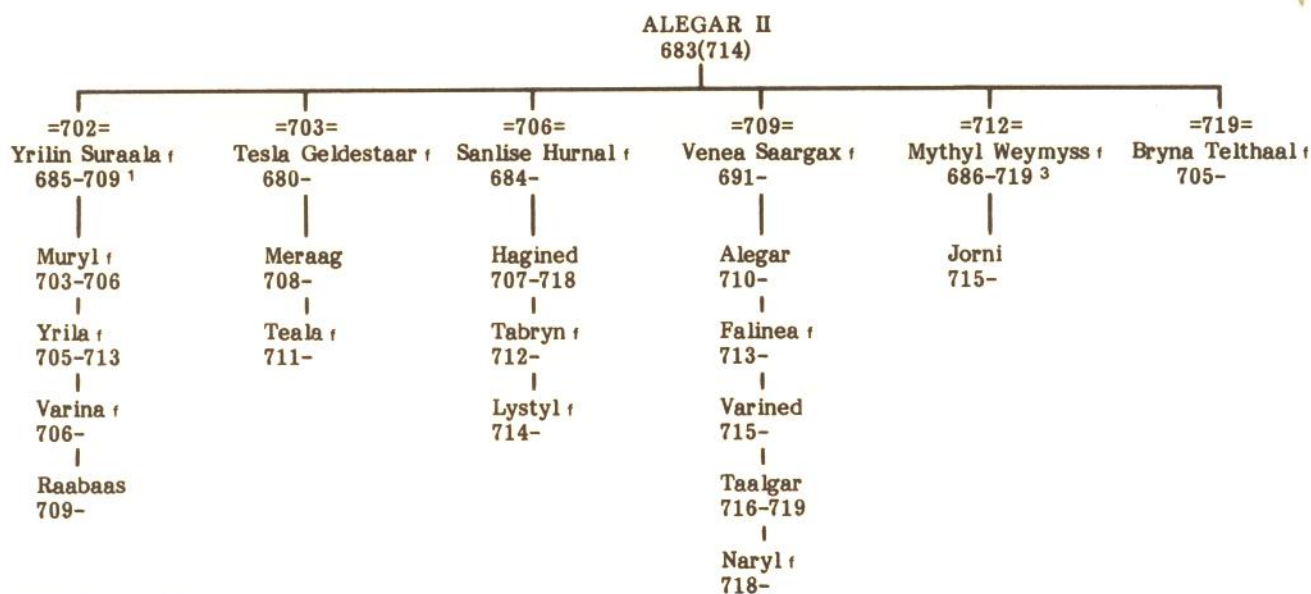 ALEGAR II
683(714)
=702=
Yrilin Suraala f
685-709 1
Muryl f
703-706
Yrila f
705-713
Varina f
706-
Raabaas
709-
=703=
Tesla Geldestaar f
680-
Meraag
708-
Teala f
711-
=706=
Sanlise Hurnal f
684-
Hagined
707-718
Tabryn f
712-
Lystyl f
714-
=709=
Venea Saargax f
691-
Alegar
710-
Falinea f
713-
Varined
715-
Taalgar
716-719
Naryl f
718-
=712=
Mythyl Weymyss f
686-719 3
Jorni
715-
=719=
Bryna Telthaal f
705-